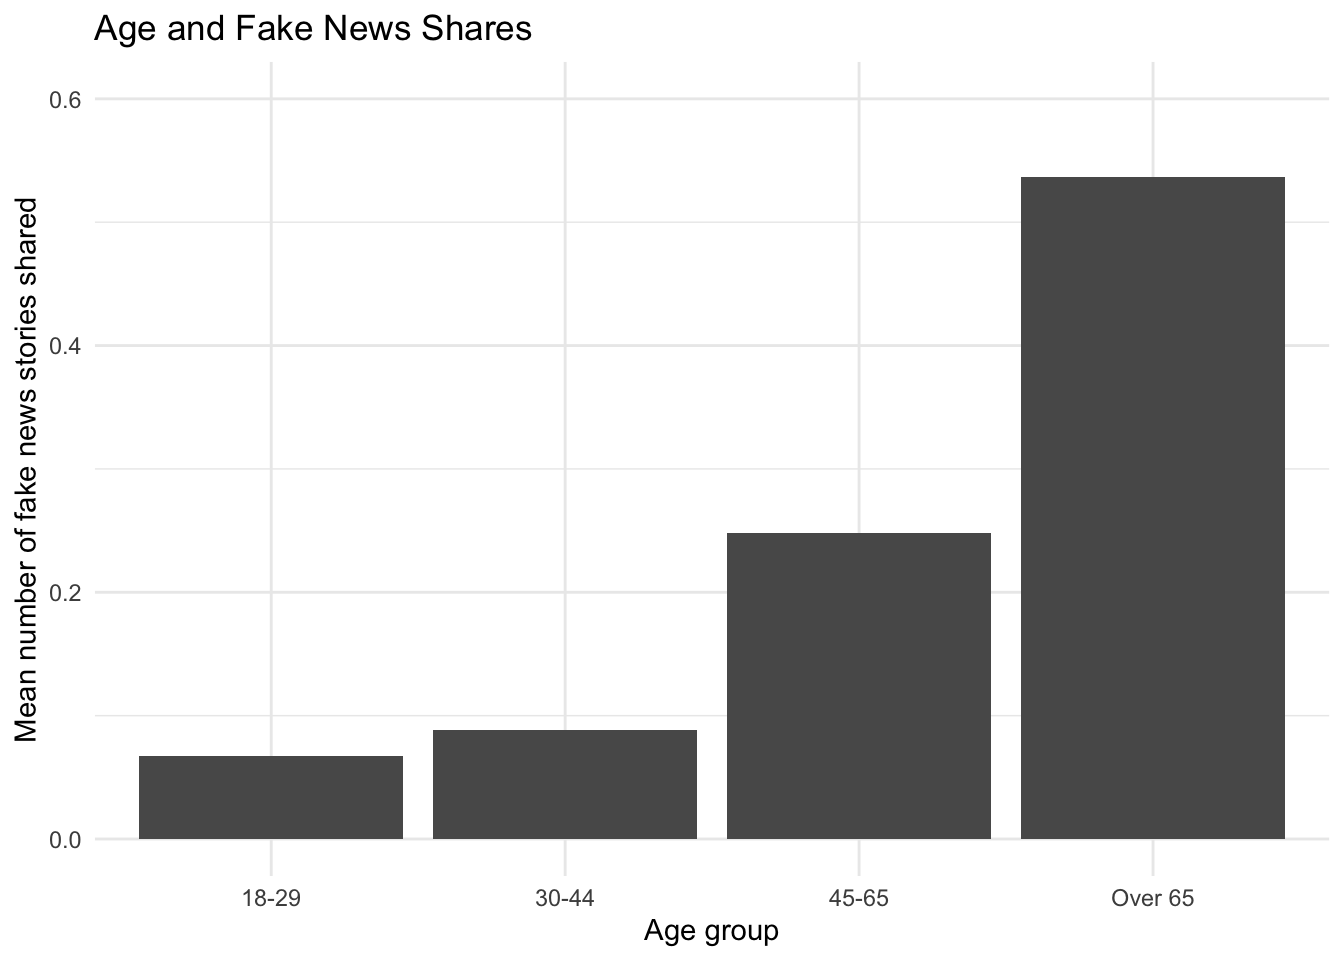 Age and Fake News Shares
Mean number of fake news stories shared
0.6
0.4
0.2
0.0
18-29
30-44
45-65
Over 65
Age group